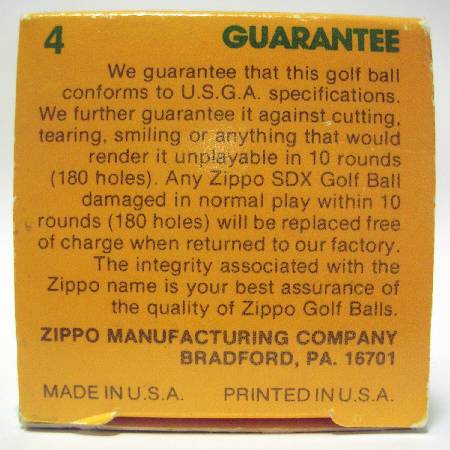 4 GUARANTEE
We guarantee that this golf ball
conforms to U.S.G.A. specifications.
We further guarantee it against cutting,
tearing, smiling or anything that would
render it unplayable in 10 rounds
(180 holes). Any Zippo SDX Golf Ball
damaged in normal play within 10
rounds (180 holes) will be replaced free
of charge when returned to our factory.
The integrity associated with the
Zippo name is your best assurance of
the quality of Zippo Golf Balls.
ZIPPO MANUFACTURING COMPANY
BRADFORD, PA. 16701
MADE IN U.S.A. PRINTED IN U.S.A.